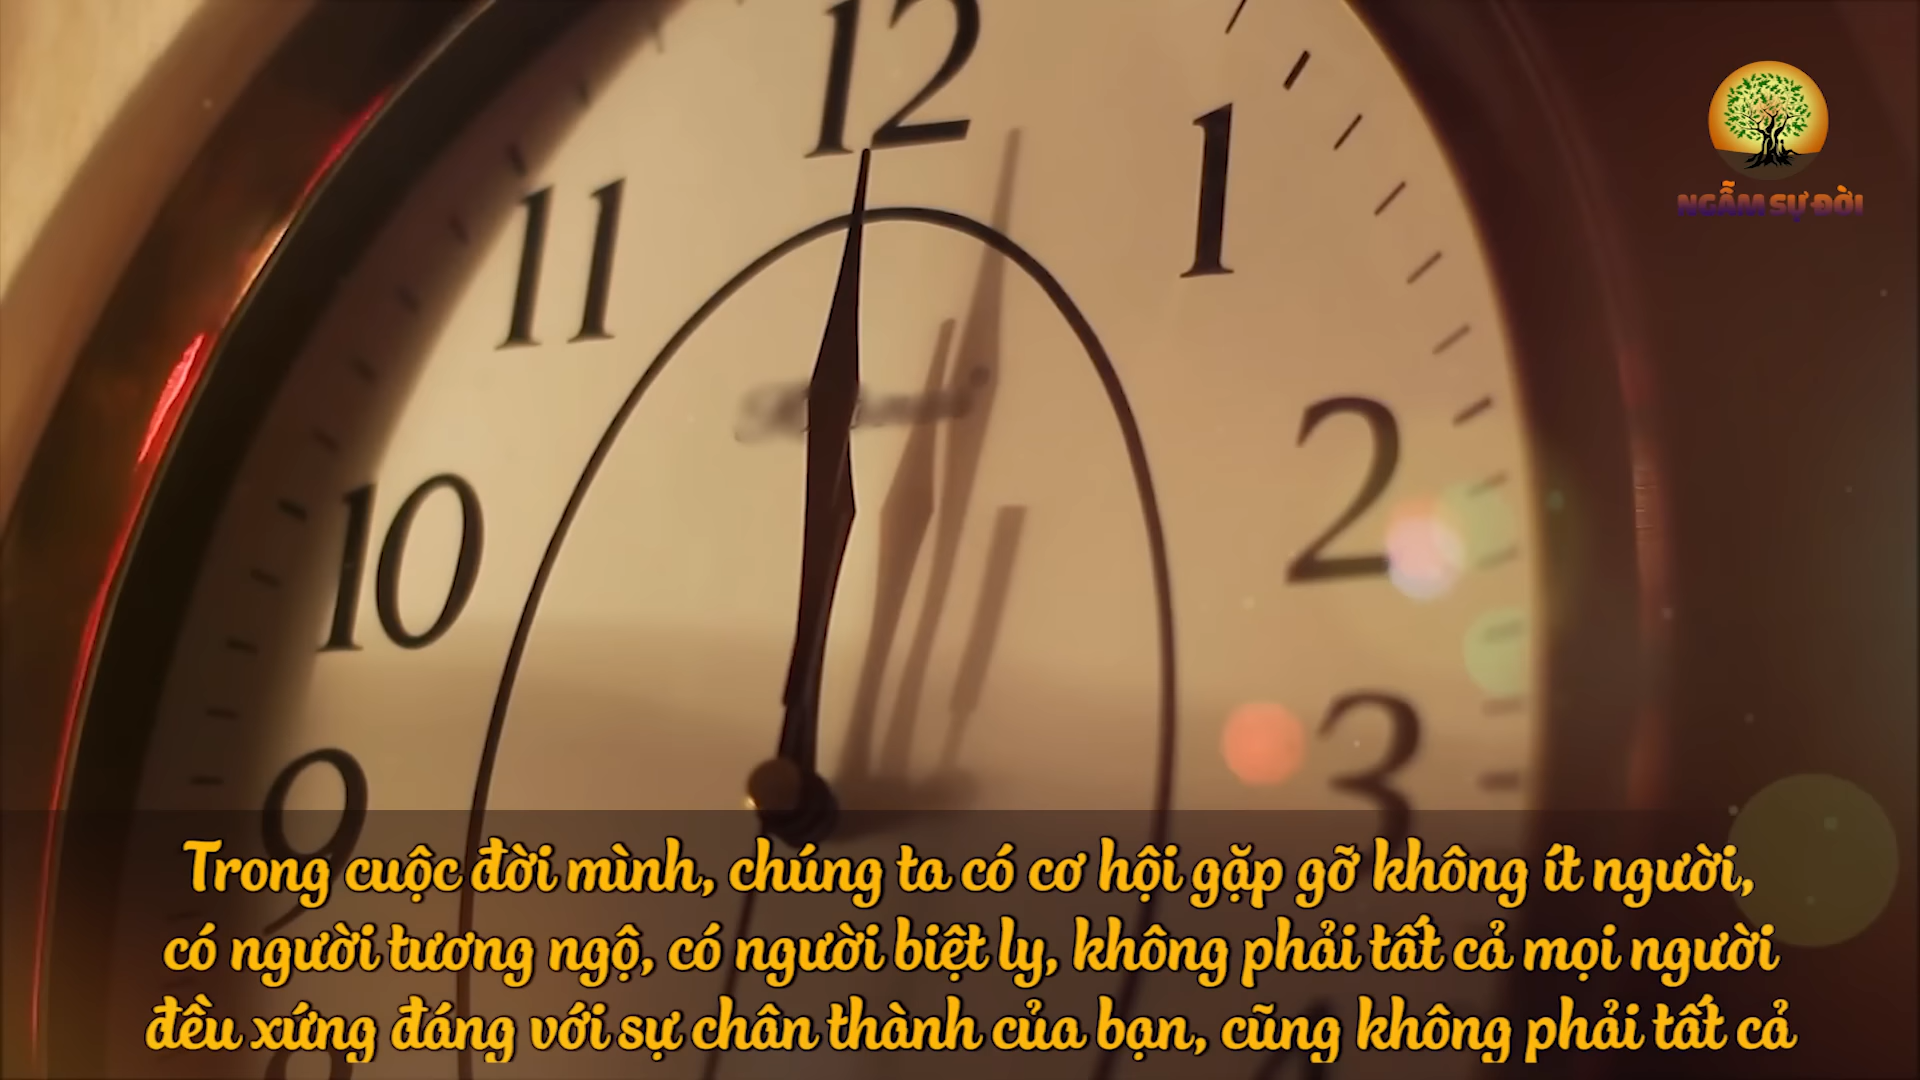 12
11
1
10
2
9
3
NGẪM SỰ ĐỜI
Trong cuộc đời mình, chúng ta có cơ hội gặp gỡ không ít người,
có người tương ngộ, có người biệt ly, không phải tất cả mọi người
đều xứng đáng với sự chân thành của bạn, cũng không phải tất cả